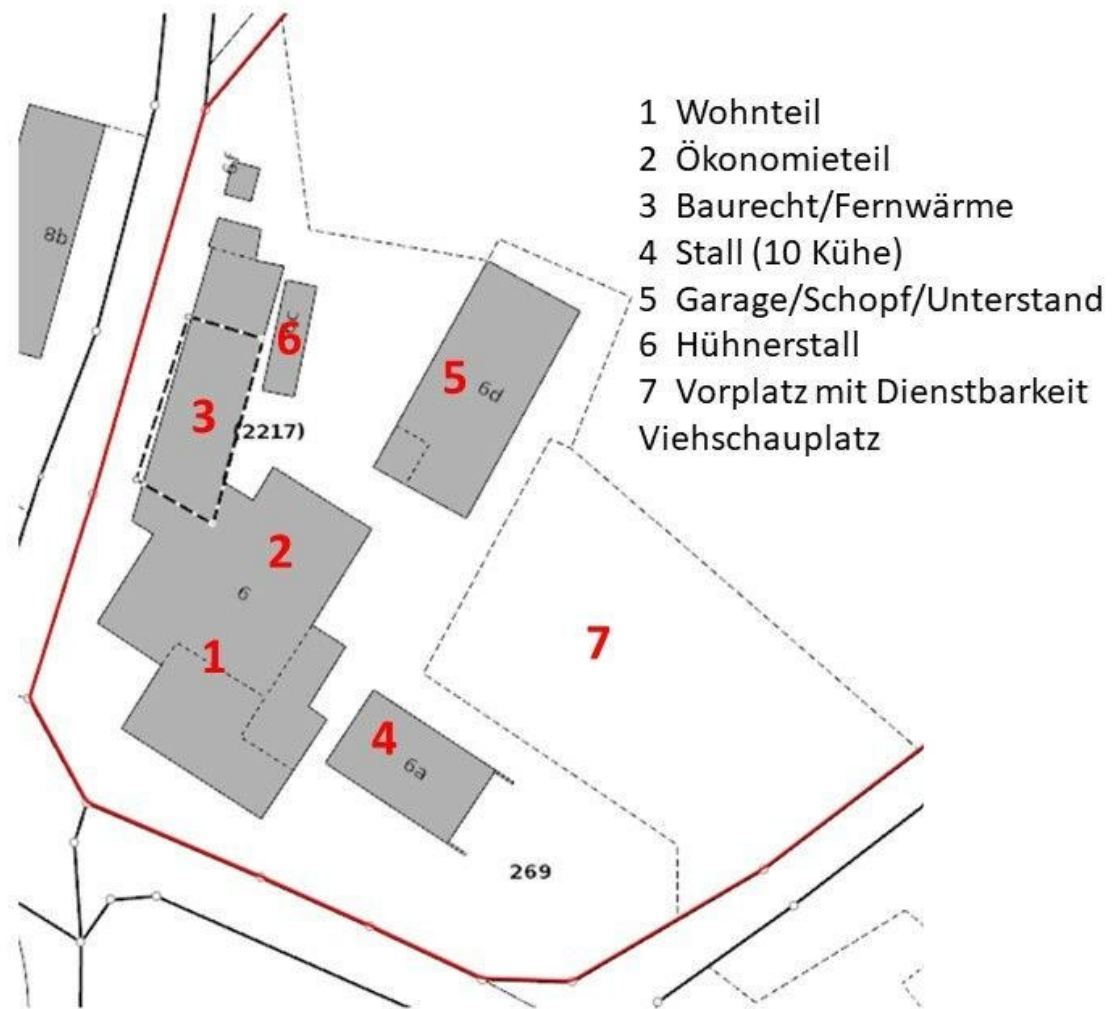 1 Wohnteil
2 Ökonomieteil
3 Baurecht/Fernwärme
4 Stall (10 Kühe)
5 Garage/Schopf/Unterstand
6 Hühnerstall
7 Vorplatz mit Dienstbarkeit
Viehschauplatz
8b
6
5
6d
3
(2217)
2
6
1
7
4
6a
269